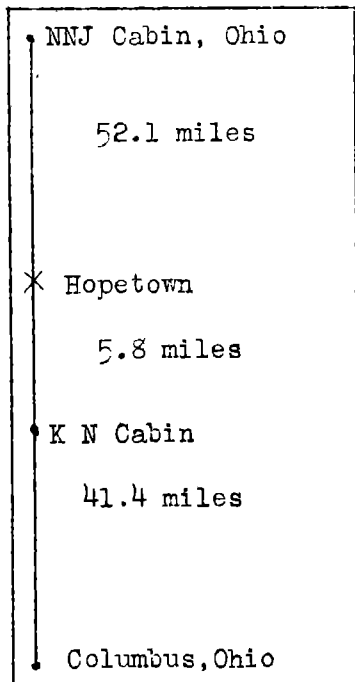 NNJ Cabin, Ohio
52.1 miles
Hopetown
5.8 miles
K N Cabin
41.4 miles
Columbus,Ohio